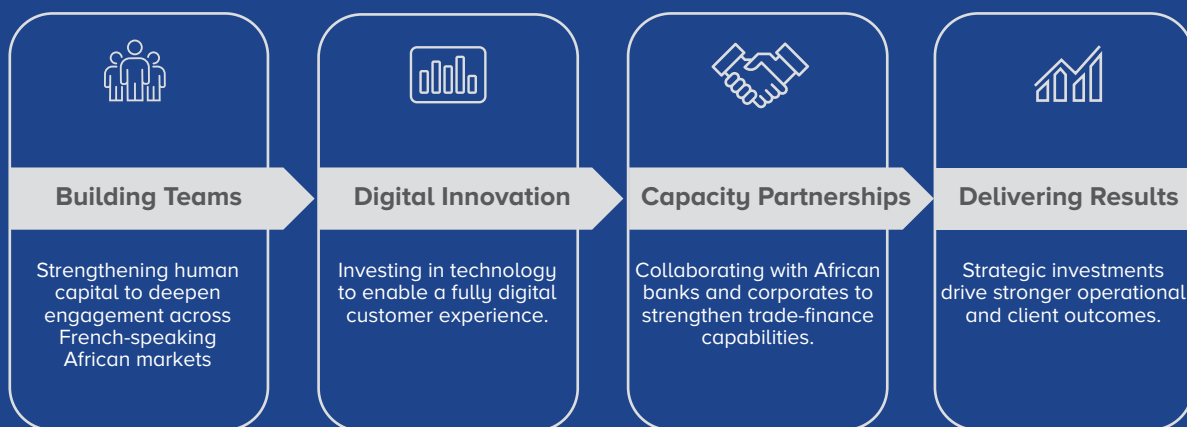 Building Teams
Strengthening human
capital to deepen
engagement across
French-speaking
African markets
Digital Innovation
Investing in technology
to enable a fully digital
customer experience.
Capacity Partnerships
Collaborating with African
banks and corporates to
strengthen trade-finance
capabilities.
Delivering Results
Strategic investments
drive stronger operational
and client outcomes.